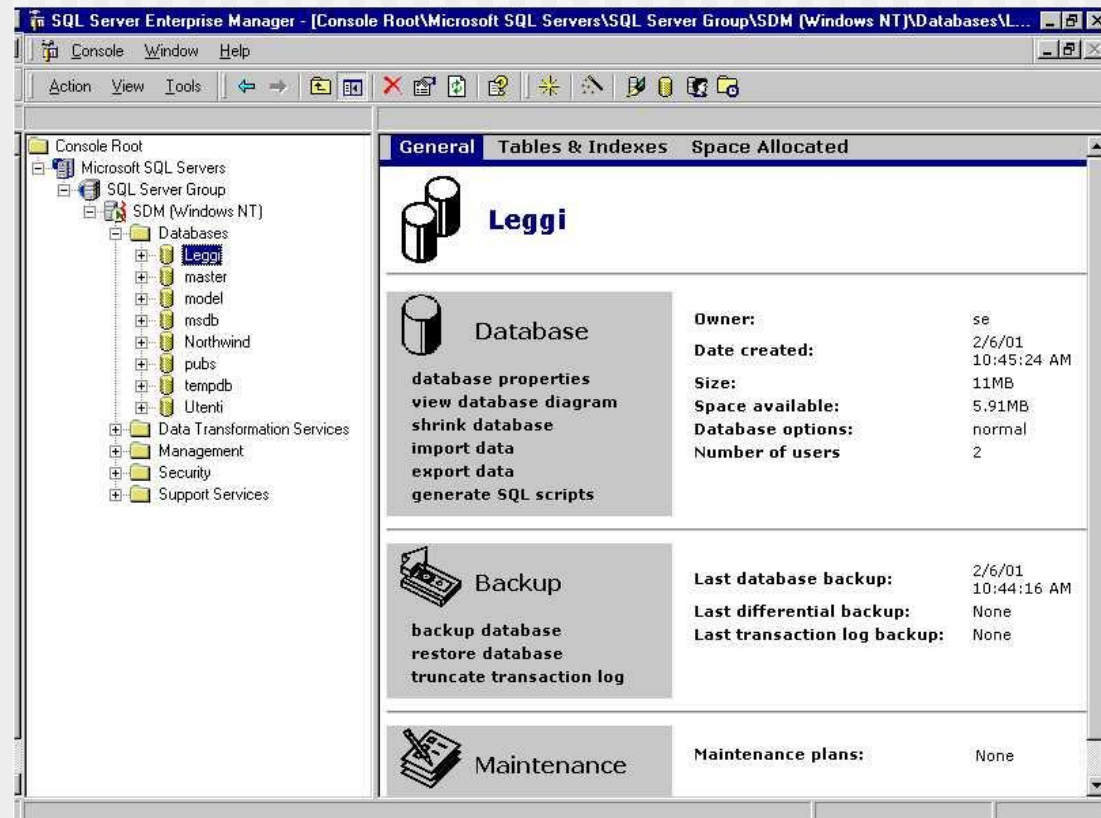 SQL Server Enterprise Manager - [Console Root\Microsoft SQL Servers\SQL Server Group\SDM (Windows NT)\Databases\L...
Console Window Help
Action View Tools
Console Root
Microsoft SQL Servers
SQL Server Group
SDM (Windows NT)
Databases
Leggi
master
model
msdb
Northwind
pubs
tempdb
Utenti
Data Transformation Services
Management
Security
Support Services
General Tables & Indexes Space Allocated
Leggi
Database
database properties
view database diagram
shrink database
import data
export data
generate SQL scripts
Owner: se
Date created: 2/6/01 10:45:24 AM
Size: 11MB
Space available: 5.91MB
Database options: normal
Number of users 2
Backup
backup database
restore database
truncate transaction log
Last database backup: 2/6/01 10:44:16 AM
Last differential backup: None
Last transaction log backup: None
Maintenance
Maintenance plans: None